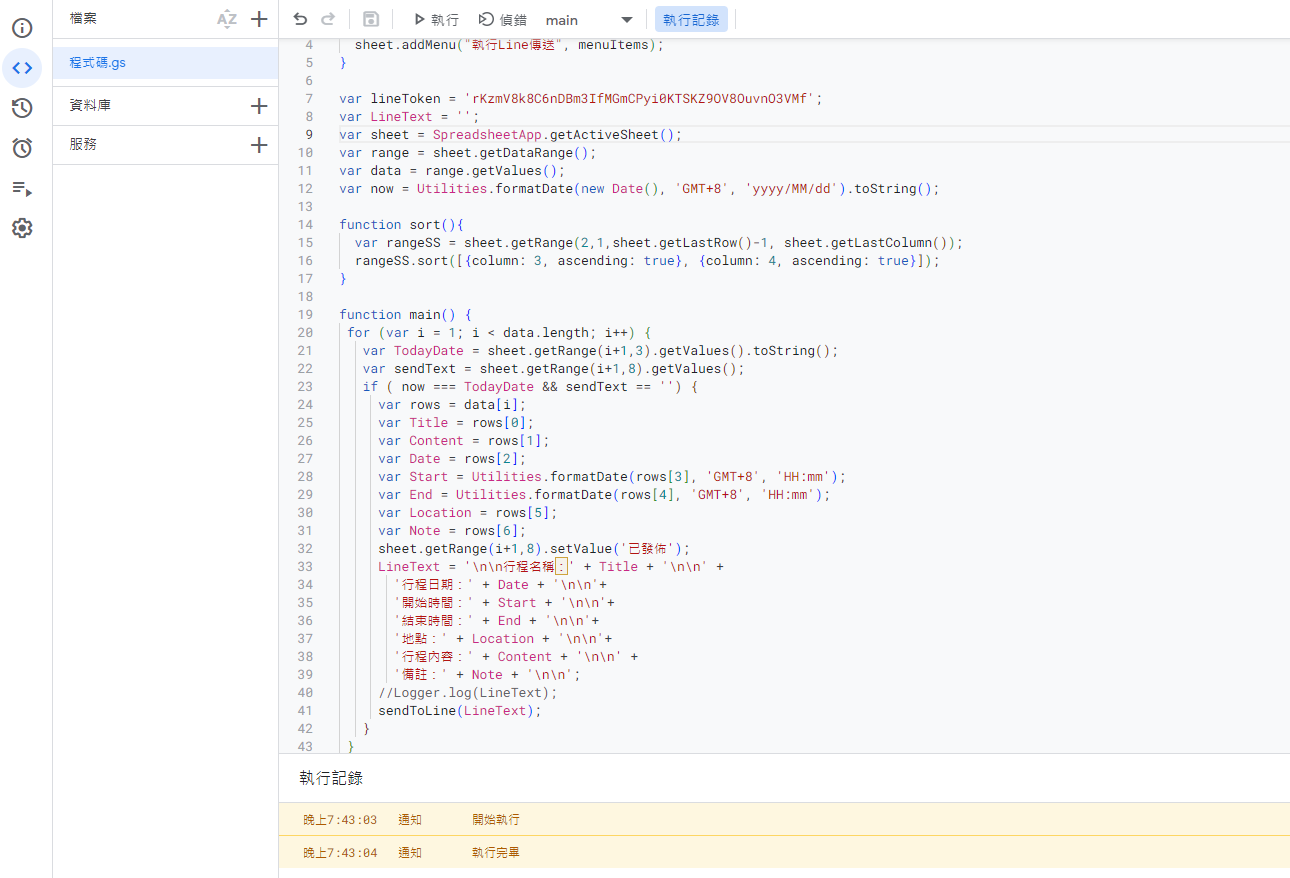 檔案
AZ
程式碼.gs
資料庫
服務
執行 偵錯 main 執行記錄
4 sheet.addMenu("執行Line傳送", menuItems);
5 }
6
7 var lineToken = 'rKzmV8k8C6nDBm3IfMGmCPyi0KTSKZ9OV8OuvnO3VMf';
8 var LineText = '';
9 var sheet = SpreadsheetApp.getActiveSheet();
10 var range = sheet.getDataRange();
11 var data = range.getValues();
12 var now = Utilities.formatDate(new Date(), 'GMT+8', 'yyyy/MM/dd').toString();
13
14 function sort(){
15 var rangeSS = sheet.getRange(2,1,sheet.getLastRow()-1, sheet.getLastColumn());
16 rangeSS.sort([{column: 3, ascending: true}, {column: 4, ascending: true}]);
17 }
18
19 function main() {
20 for (var i = 1; i < data.length; i++) {
21 var TodayDate = sheet.getRange(i+1,3).getValues().toString();
22 var sendText = sheet.getRange(i+1,8).getValues();
23 if ( now === TodayDate && sendText == '') {
24 var rows = data[i];
25 var Title = rows[0];
26 var Content = rows[1];
27 var Date = rows[2];
28 var Start = Utilities.formatDate(rows[3], 'GMT+8', 'HH:mm');
29 var End = Utilities.formatDate(rows[4], 'GMT+8', 'HH:mm');
30 var Location = rows[5];
31 var Note = rows[6];
32 sheet.getRange(i+1,8).setValue('已發佈');
33 LineText = '\n\n行程名稱：' + Title + '\n\n' +
34 '行程日期：' + Date + '\n\n'+
35 '開始時間：' + Start + '\n\n'+
36 '結束時間：' + End + '\n\n'+
37 '地點：' + Location + '\n\n'+
38 '行程內容：' + Content + '\n\n' +
39 '備註：' + Note + '\n\n';
40 //Logger.log(LineText);
41 sendToLine(LineText);
42 }
43 }
執行記錄
晚上7:43:03 通知 開始執行
晚上7:43:04 通知 執行完畢